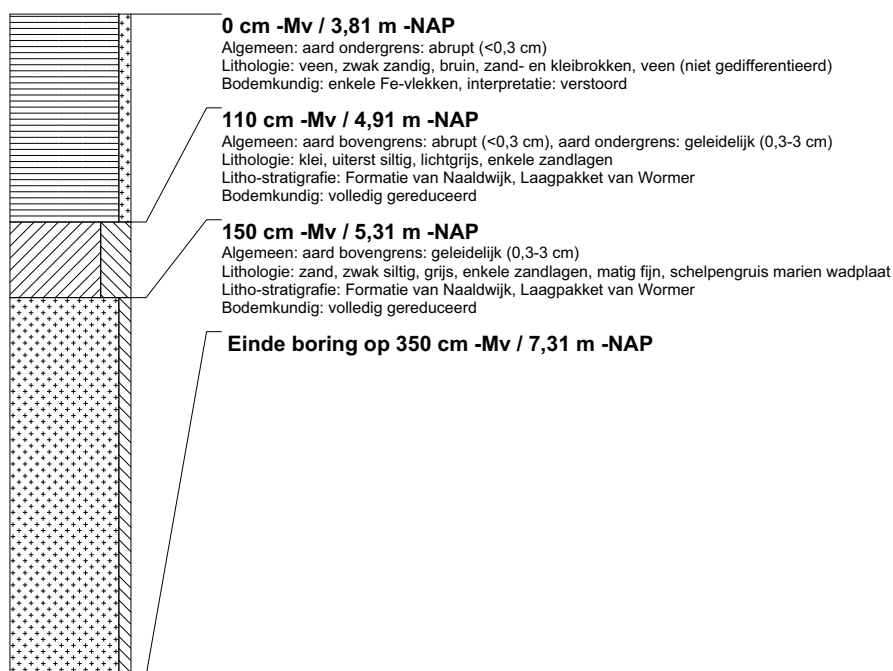 0 cm -Mv / 3,81 m -NAP
Algemeen: aard ondergrens: abrupt (<0,3 cm)
Lithologie: veen, zwak zandig, bruin, zand- en kleibrokken, veen (niet gedifferentieerd)
Bodemkundig: enkele Fe-vlekken, interpretatie: verstoord
110 cm -Mv / 4,91 m -NAP
Algemeen: aard bovengrens: abrupt (<0,3 cm), aard ondergrens: geleidelijk (0,3-3 cm)
Lithologie: klei, uiterst siltig, lichtgrijs, enkele zandlagen
Litho-stratigrafie: Formatie van Naaldwijk, Laagpakket van Wormer
Bodemkundig: volledig gereduceerd
150 cm -Mv / 5,31 m -NAP
Algemeen: aard bovengrens: geleidelijk (0,3-3 cm)
Lithologie: zand, zwak siltig, grijs, enkele zandlagen, matig fijn, schelpengruis marien wadplaat
Litho-stratigrafie: Formatie van Naaldwijk, Laagpakket van Wormer
Bodemkundig: volledig gereduceerd
Einde boring op 350 cm -Mv / 7,31 m -NAP